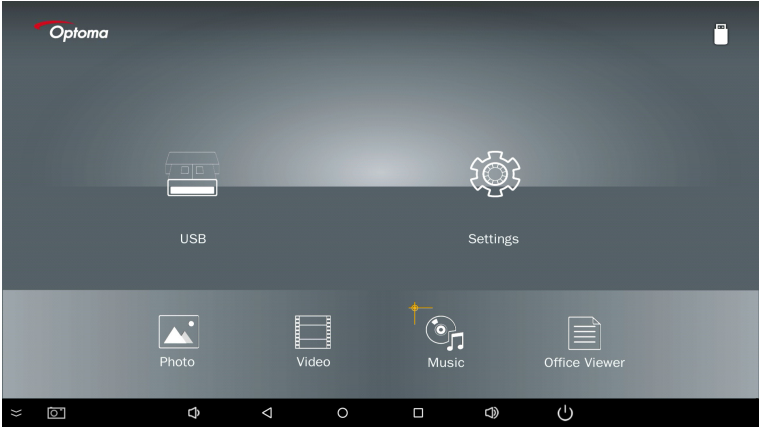 Optoma
USB
Settings
Photo
Video
Music
Office Viewer